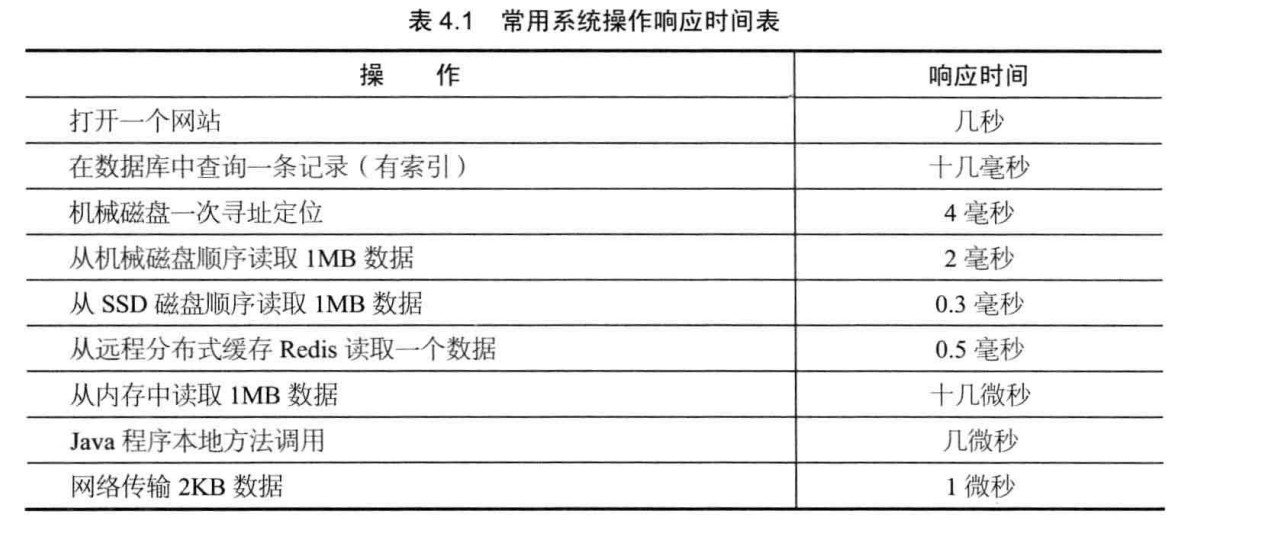 表 4.1 常用系统操作响应时间表
操 作 响应时间
打开一个网站 几秒
在数据库中查询一条记录（有索引） 十几毫秒
机械磁盘一次寻址定位 4 毫秒
从机械磁盘顺序读取 1MB 数据 2 毫秒
从 SSD 磁盘顺序读取 1MB 数据 0.3 毫秒
从远程分布式缓存 Redis 读取一个数据 0.5 毫秒
从内存中读取 1MB 数据 十几微秒
Java 程序本地方法调用 几微秒
网络传输 2KB 数据 1 微秒